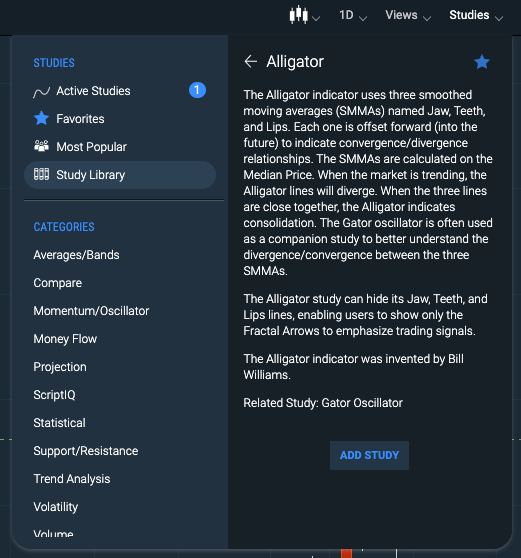 1D Views Studies
STUDIES
Active Studies 1
Favorites
Most Popular
Study Library
CATEGORIES
Averages/Bands
Compare
Momentum/Oscillator
Money Flow
Projection
ScriptIQ
Statistical
Support/Resistance
Trend Analysis
Volatility
Volume
Alligator
The Alligator indicator uses three smoothed
moving averages (SMMAs) named Jaw, Teeth,
and Lips. Each one is offset forward (into the
future) to indicate convergence/divergence
relationships. The SMMAs are calculated on the
Median Price. When the market is trending, the
Alligator lines will diverge. When the three lines
are close together, the Alligator indicates
consolidation. The Gator oscillator is often used
as a companion study to better understand the
divergence/convergence between the three
SMMAs.
The Alligator study can hide its Jaw, Teeth, and
Lips lines, enabling users to show only the
Fractal Arrows to emphasize trading signals.
The Alligator indicator was invented by Bill
Williams.
Related Study: Gator Oscillator
ADD STUDY